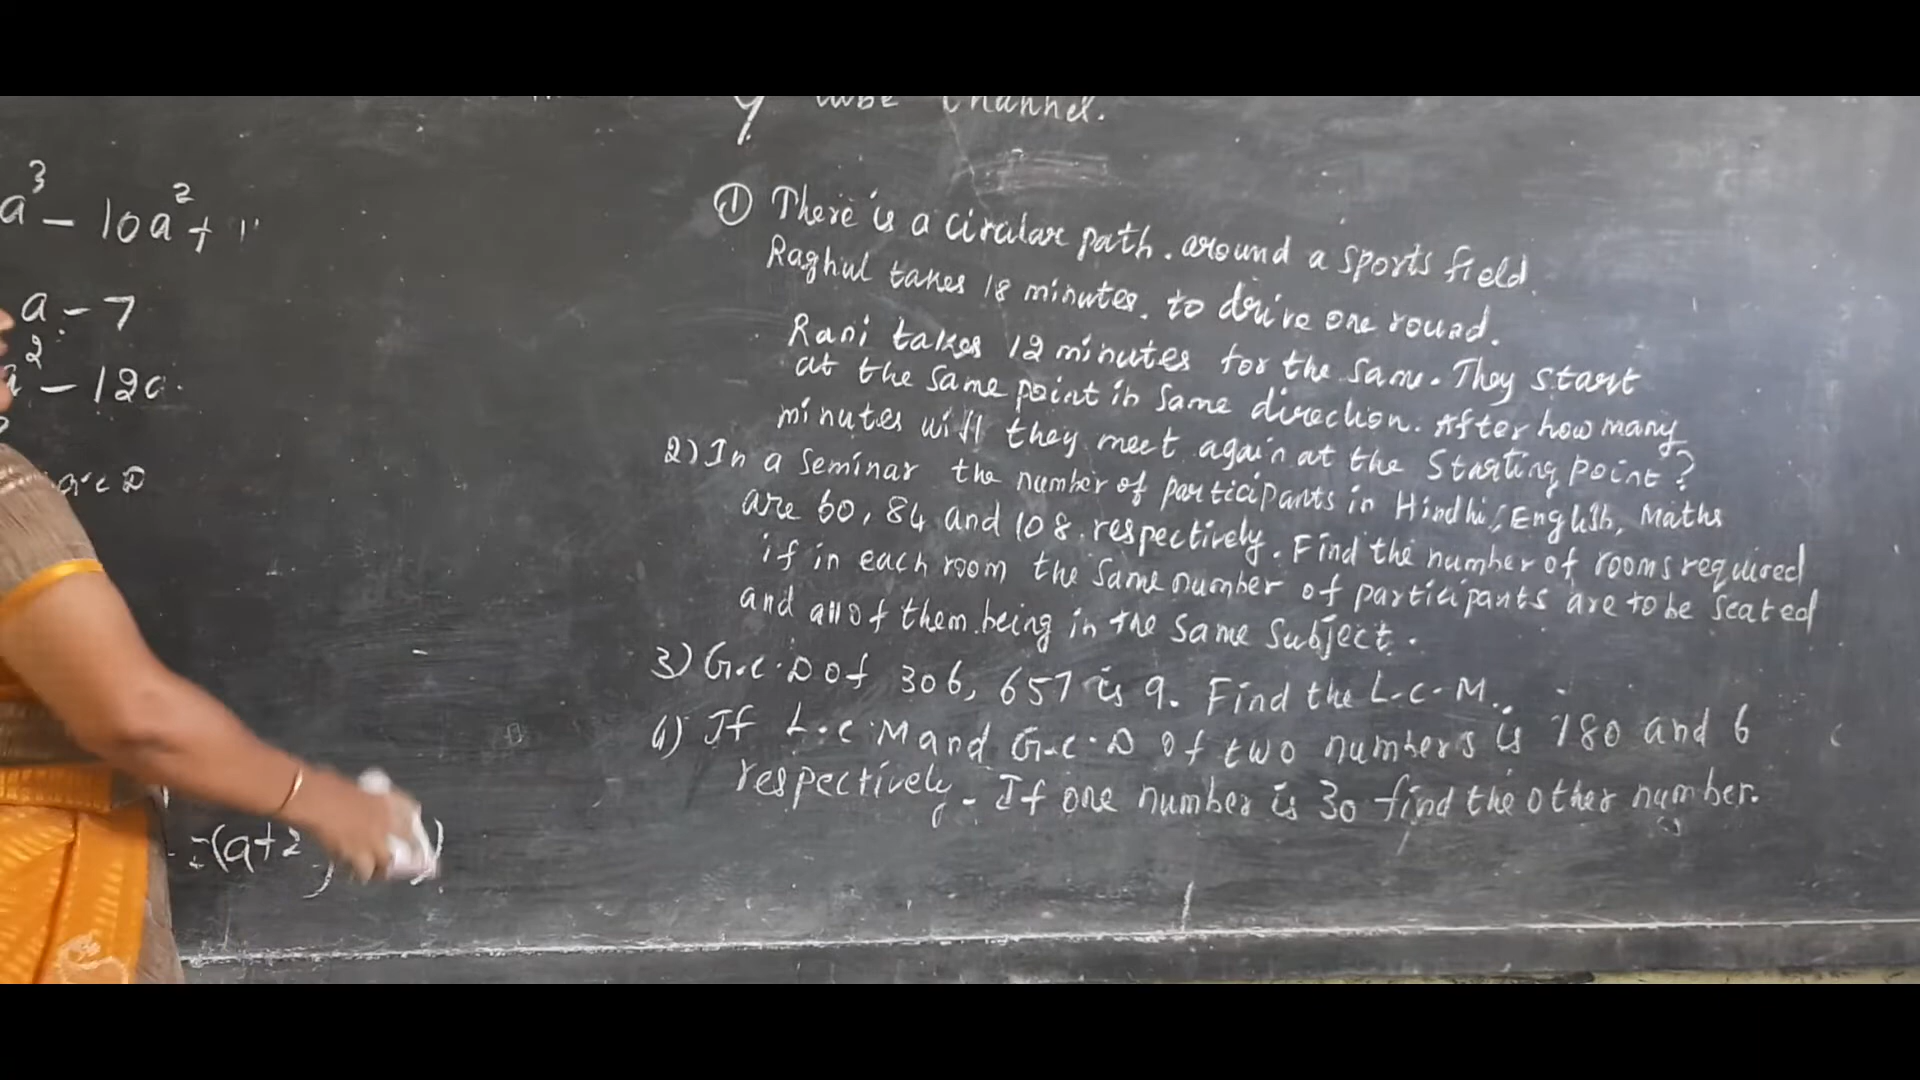 Channel.
a³ - 10a² +
a - 7
2
- 12
=(a+2
① There is a circular path. around a sports field.
Raghul takes 18 minutes. to drive one round.
Rani takes 12 minutes for the same. They start
at the same point in same direction. After how many
minutes will they meet again at the Starting point?
2) In a seminar the number of participants in Hindhi, English, Maths
are 60, 84 and 108. respectively. Find the number of rooms required
if in each room the same number of participants are to be seated
and all of them being in the same subject.
3) G.C.D of 306, 657 is 9. Find the L.C.M.
4) If L.C.M and G.C.D of two numbers is 180 and 6
respectively. If one number is 30 find the other number.